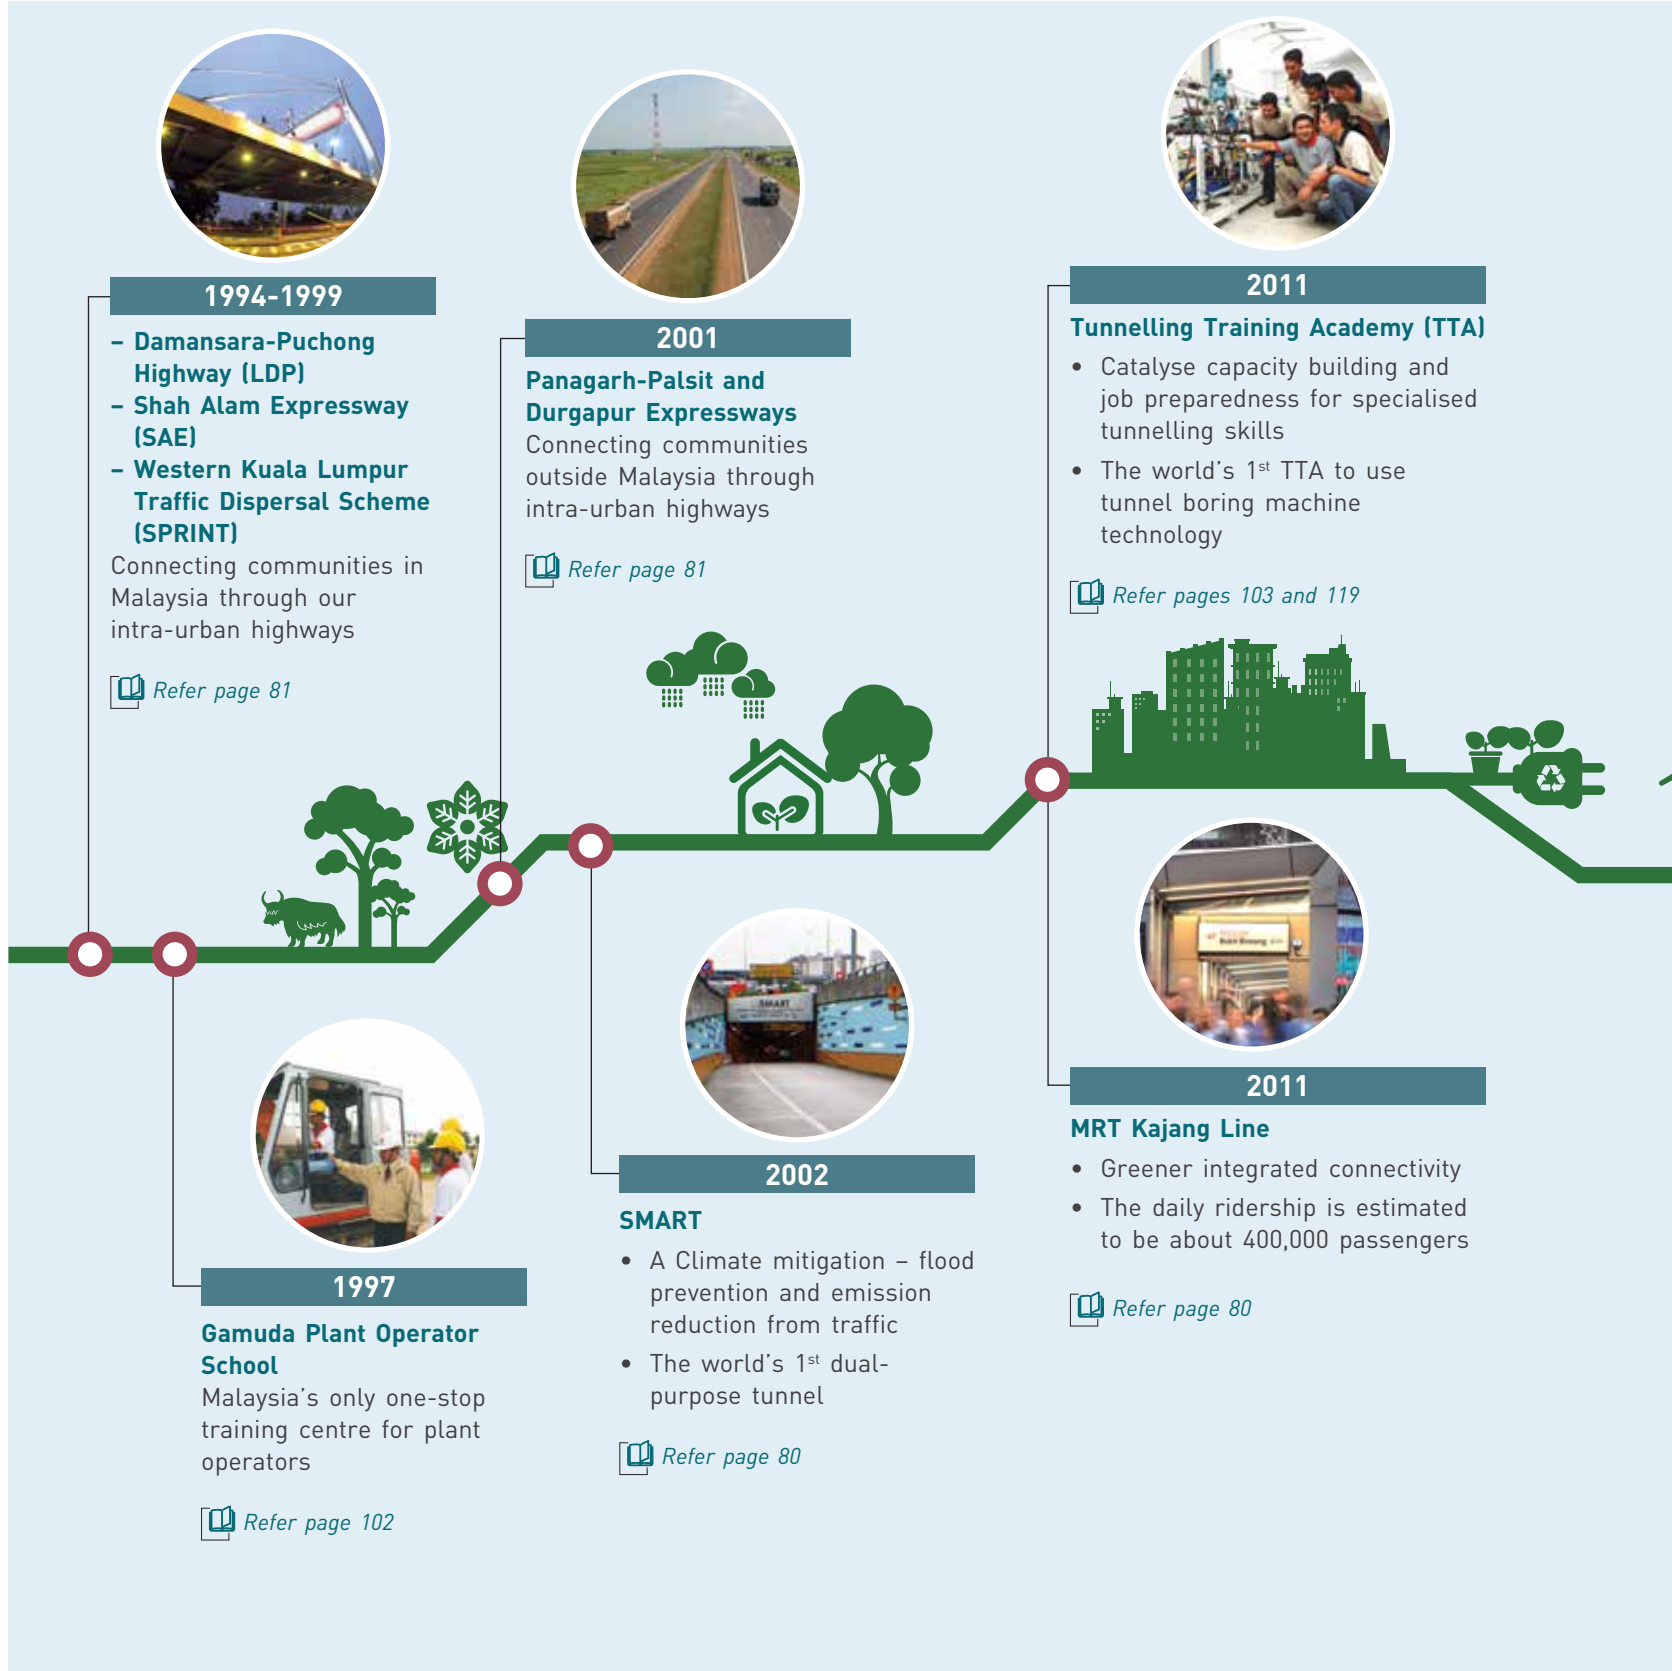 1994-1999
– Damansara-Puchong
Highway (LDP)
– Shah Alam Expressway
(SAE)
– Western Kuala Lumpur
Traffic Dispersal Scheme
(SPRINT)
Connecting communities in
Malaysia through our
intra-urban highways
Refer page 81
1997
Gamuda Plant Operator
School
Malaysia's only one-stop
training centre for plant
operators
Refer page 102
2001
Panagarh-Palsit and
Durgapur Expressways
Connecting communities
outside Malaysia through
intra-urban highways
Refer page 81
SMART
2002
SMART
• A Climate mitigation – flood
prevention and emission
reduction from traffic
• The world's 1st dual-
purpose tunnel
Refer page 80
2011
Tunnelling Training Academy (TTA)
• Catalyse capacity building and
job preparedness for specialised
tunnelling skills
• The world's 1st TTA to use
tunnel boring machine
technology
Refer pages 103 and 119
Bukit Bintang
2011
MRT Kajang Line
• Greener integrated connectivity
• The daily ridership is estimated
to be about 400,000 passengers
Refer page 80